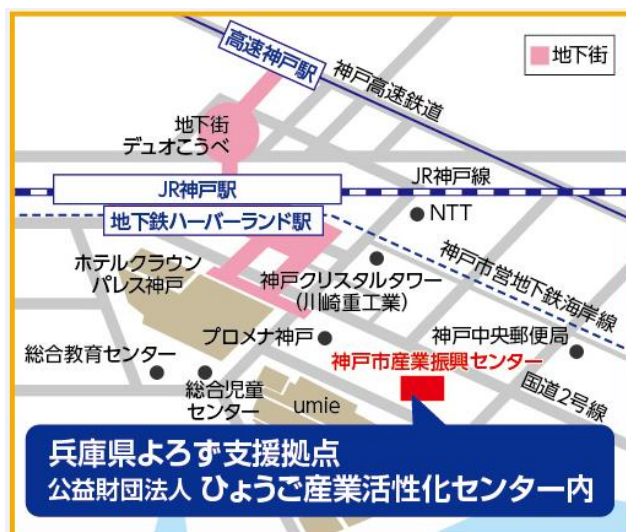 高速神戸駅
神戸高速鉄道
地下街
地下街
デュオこうべ
JR神戸駅
JR神戸線
地下鉄ハーバーランド駅
NTT
神戸市営地下鉄海岸線
ホテルクラウン
パレス神戸
神戸クリスタルタワー
(川崎重工業)
プロメナ神戸
神戸中央郵便局
総合教育センター
神戸市産業振興センター
総合児童
センター
umie
国道2号線
兵庫県よろず支援拠点
公益財団法人 ひょうご産業活性化センター内